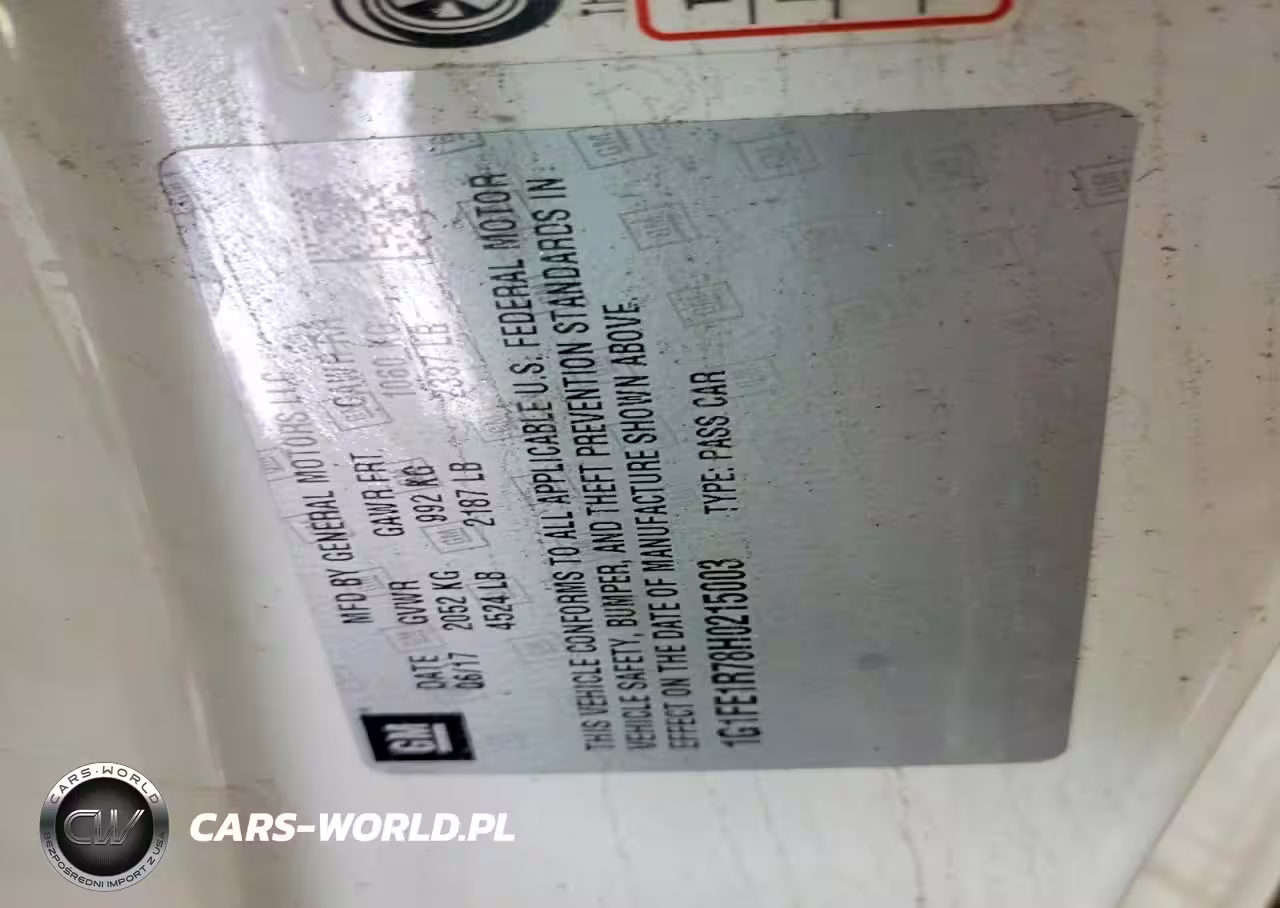 MFD BY GENERAL MOTORS LLC
DATE GVWR GAWR FRT GAWR RR
06/17 2052 KG 992 KG 1060 KG
4524 LB 2187 LB 2337 LB
THIS VEHICLE CONFORMS TO ALL APPLICABLE U.S. FEDERAL MOTOR
VEHICLE SAFETY, BUMPER, AND THEFT PREVENTION STANDARDS IN
EFFECT ON THE DATE OF MANUFACTURE SHOWN ABOVE.
1G1FE1R78H0215003 TYPE: PASS CAR
GM
CARS-WORLD
CW
BEZPOŚREDNI IMPORT Z USA
CARS-WORLD.PL